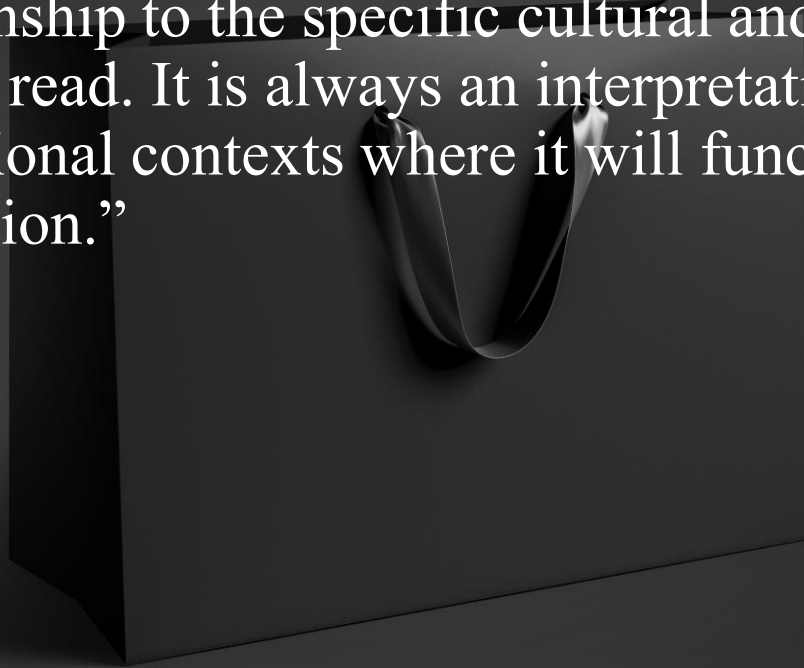 nship to the specific cultural and
read. It is always an interpretati
ional contexts where it will func
ion.”